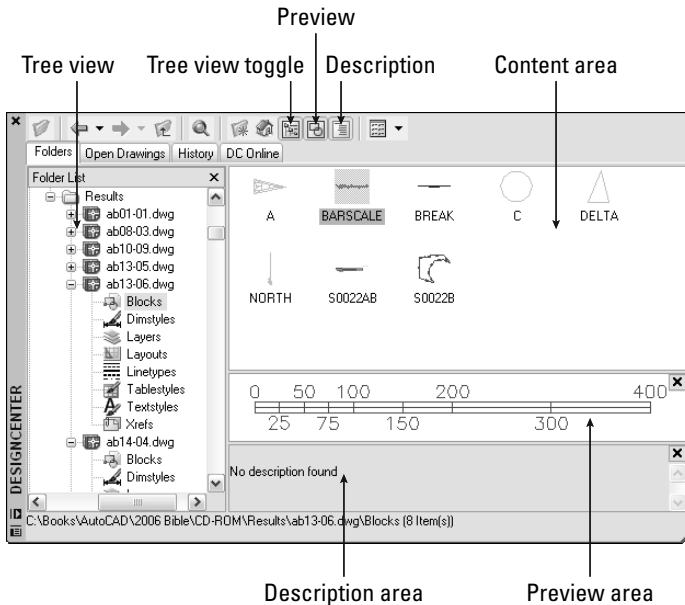 Preview
Tree view
Tree view toggle
Description
Content area
Folders
Open Drawings
History
DC Online
Folder List
Results
ab01-01.dwg
ab08-03.dwg
ab10-09.dwg
ab13-05.dwg
ab13-06.dwg
Blocks
Dimstyles
Layers
Layouts
Linetypes
Tablestyles
Textstyles
Xrefs
ab14-04.dwg
Blocks
Dimstyles
A
BARSCALE
BREAK
C
DELTA
NORTH
S0022AB
S0022B
0 50 100 200 400
25 75 150 300
No description found
DESIGNCENTER
C:\Books\AutoCAD\2006 Bible\CD-ROM\Results\ab13-06.dwg\Blocks (8 Item(s))
Description area
Preview area